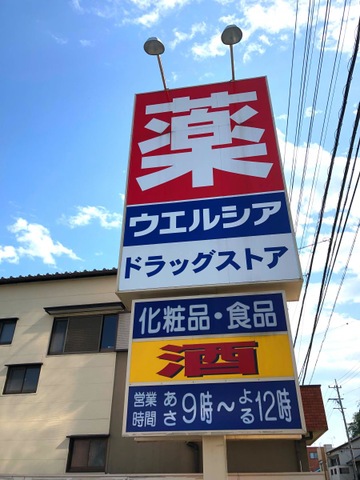 薬
ウエルシア
ドラッグストア
化粧品・食品
酒
営業時間 あさ9時〜よる12時